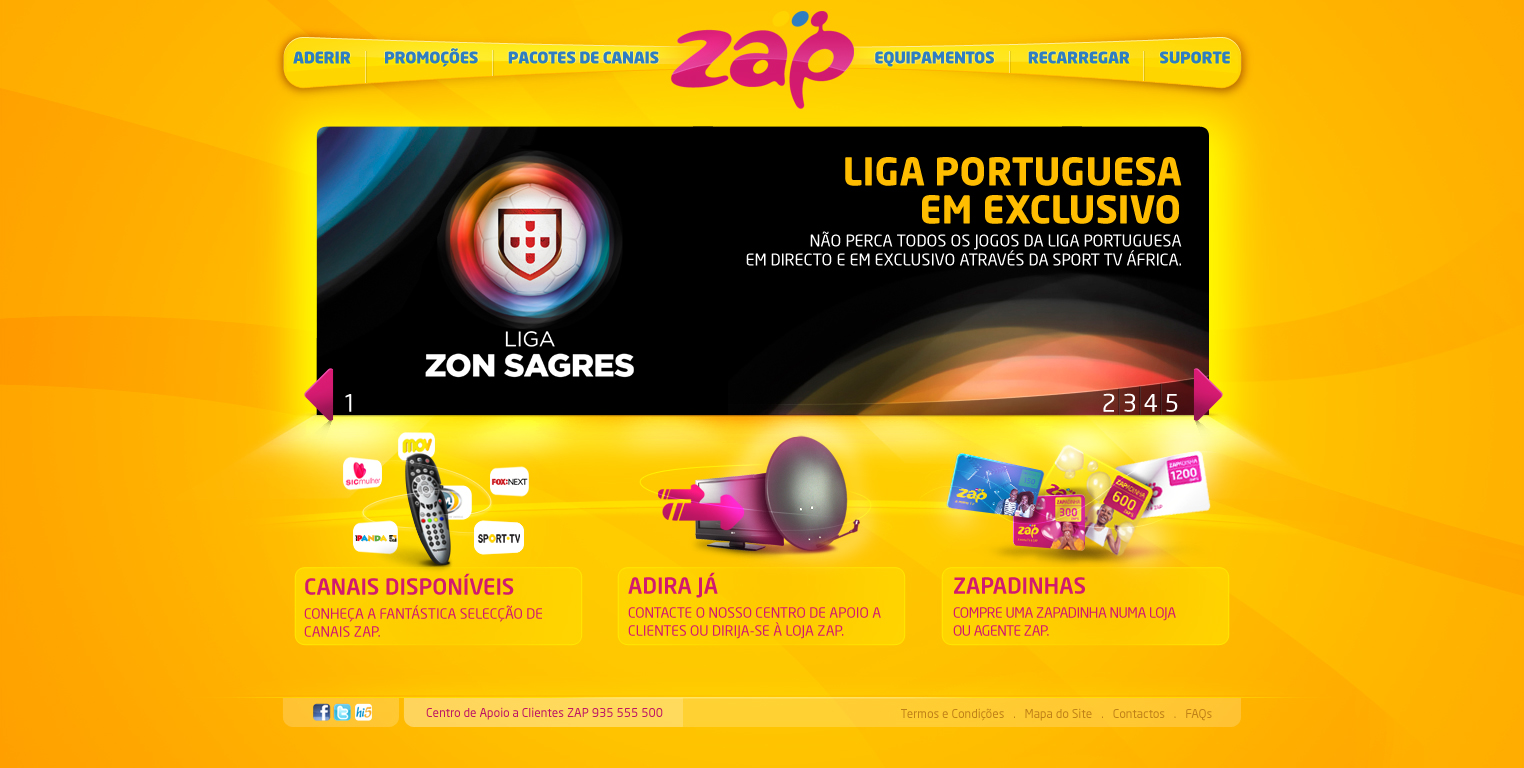 ADERIR
PROMOÇÕES
PACOTES DE CANAIS
zap
EQUIPAMENTOS
RECARREGAR
SUPORTE
LIGA PORTUGUESA
EM EXCLUSIVO
NÃO PERCA TODOS OS JOGOS DA LIGA PORTUGUESA
EM DIRECTO E EM EXCLUSIVO ATRAVÉS DA SPORT TV ÁFRICA.
LIGA
ZON SAGRES
1
2 3 4 5
mov
SIC mulher
FOX:NEXT
PANDA
SPORT•TV
zap
ZAPADINHA
300
zap
ZAPADINHA
600
ZAPADINHA
1200
CANAIS DISPONÍVEIS
CONHEÇA A FANTÁSTICA SELECÇÃO DE
CANAIS ZAP.
ADIRA JÁ
CONTACTE O NOSSO CENTRO DE APOIO A
CLIENTES OU DIRIJA-SE À LOJA ZAP.
ZAPADINHAS
COMPRE UMA ZAPADINHA NUMA LOJA
OU AGENTE ZAP.
f
t
hi5
Centro de Apoio a Clientes ZAP 935 555 500
Termos e Condições . Mapa do Site . Contactos . FAQs